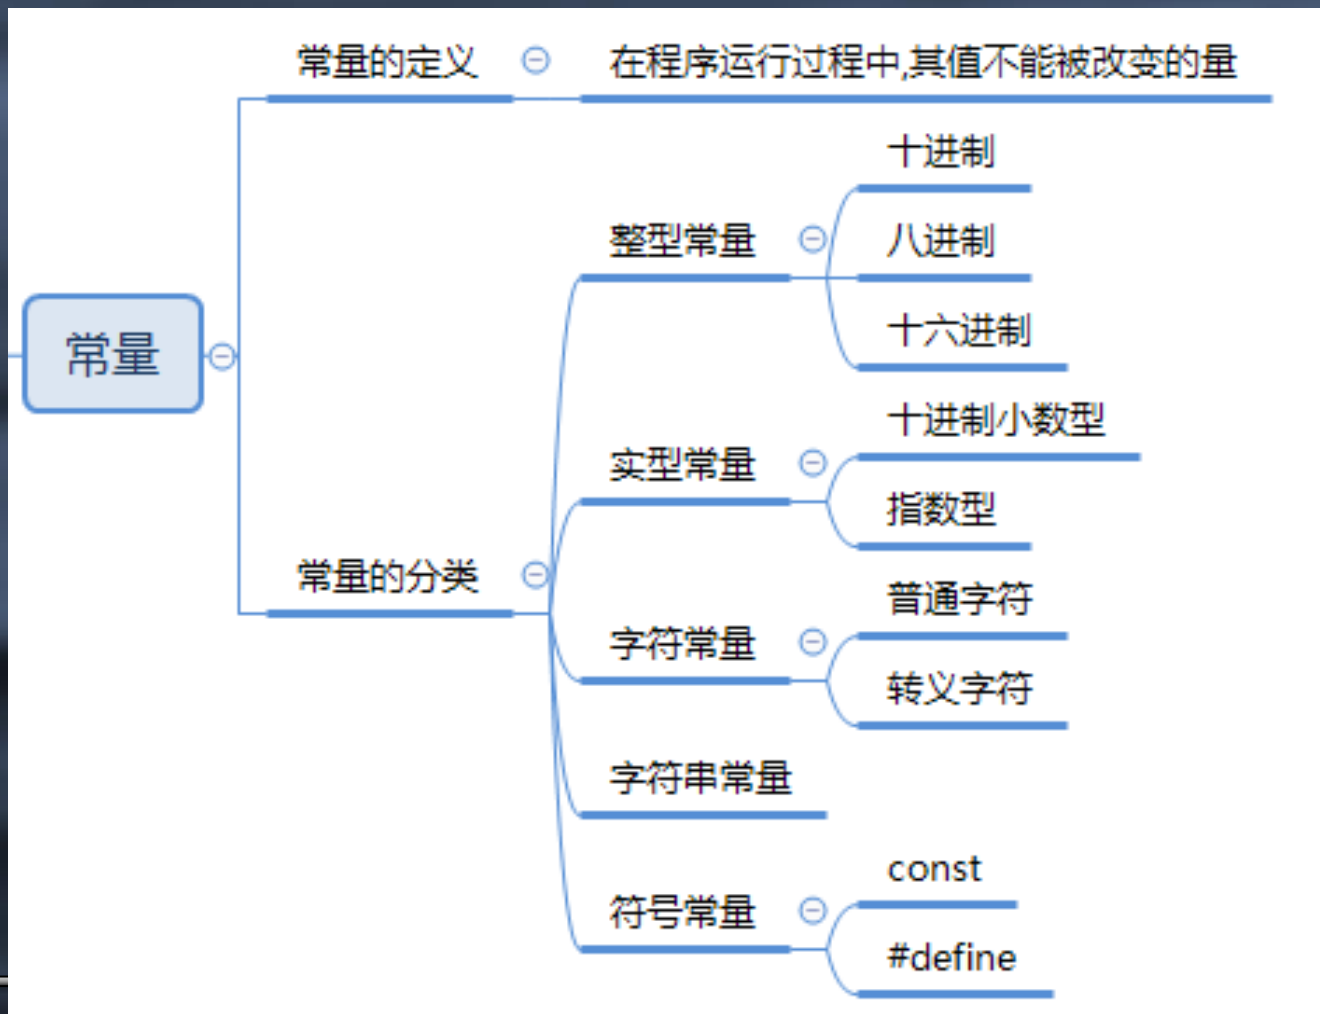 常量的定义
在程序运行过程中,其值不能被改变的量
十进制
整型常量
八进制
十六进制
常量
十进制小数型
实型常量
指数型
常量的分类
普通字符
字符常量
转义字符
字符串常量
const
符号常量
#define